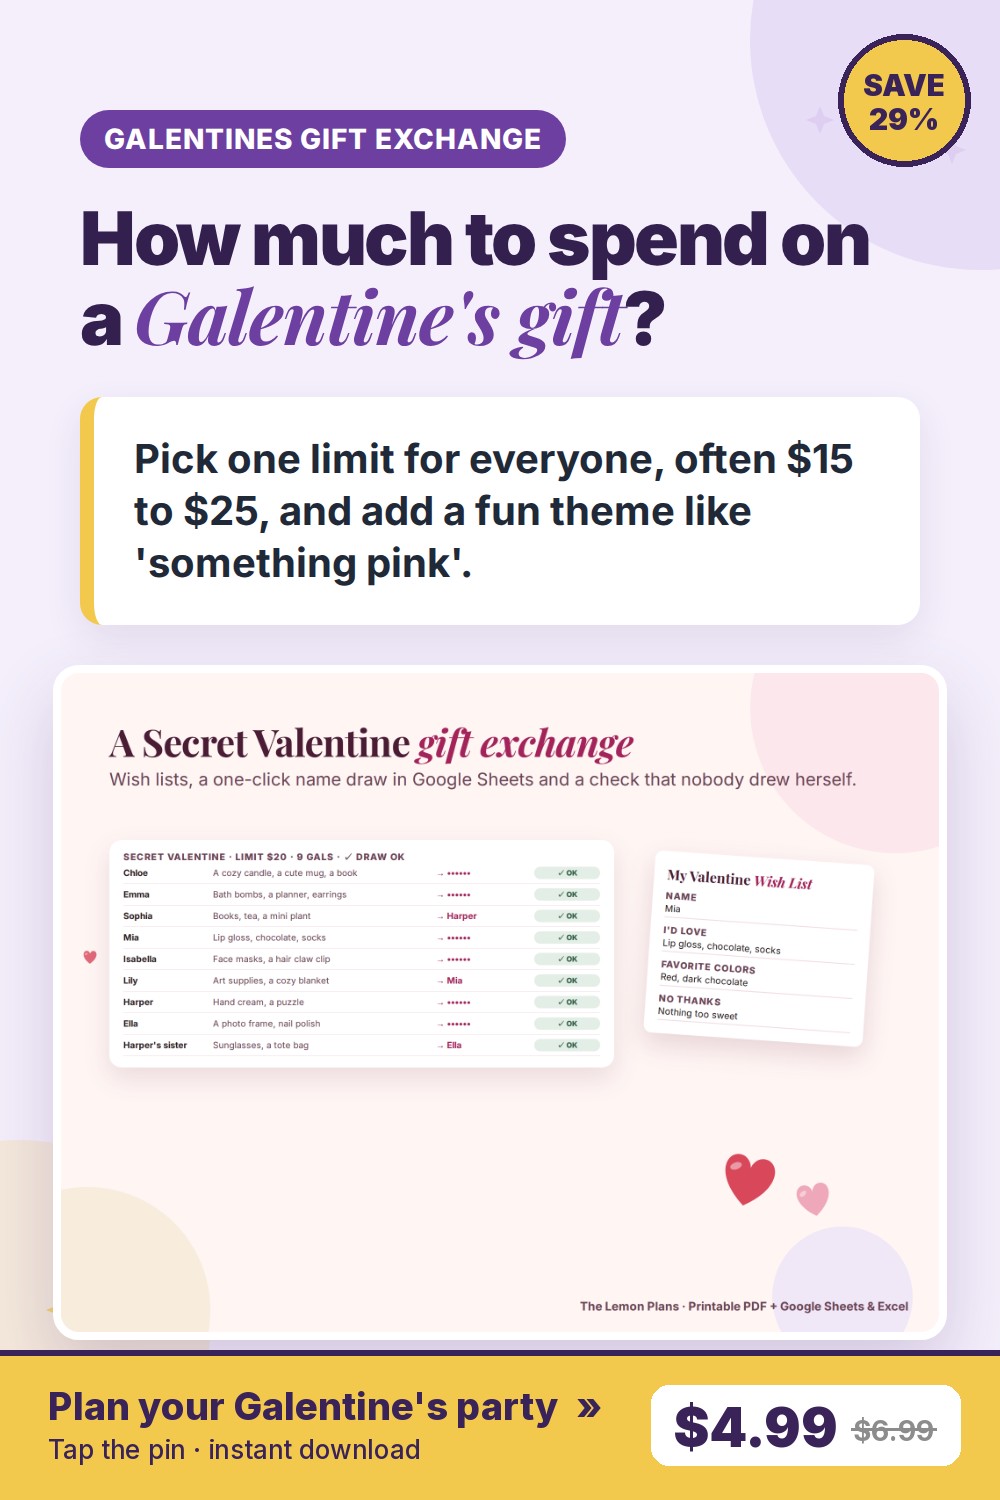 SAVE
29%
GALENTINES GIFT EXCHANGE
How much to spend on
a Galentine's gift?
Pick one limit for everyone, often $15
to $25, and add a fun theme like
'something pink'.
A Secret Valentine gift exchange
Wish lists, a one-click name draw in Google Sheets and a check that nobody drew herself.
SECRET VALENTINE · LIMIT $20 · 9 GALS · ✓ DRAW OK
Chloe A cozy candle, a cute mug, a book → •••••• ✓ OK
Emma Bath bombs, a planner, earrings → •••••• ✓ OK
Sophia Books, tea, a mini plant → Harper ✓ OK
Mia Lip gloss, chocolate, socks → •••••• ✓ OK
Isabella Face masks, a hair claw clip → •••••• ✓ OK
Lily Art supplies, a cozy blanket → Mia ✓ OK
Harper Hand cream, a puzzle → •••••• ✓ OK
Ella A photo frame, nail polish → •••••• ✓ OK
Harper's sister Sunglasses, a tote bag → Ella ✓ OK
My Valentine Wish List
NAME
Mia
I'D LOVE
Lip gloss, chocolate, socks
FAVORITE COLORS
Red, dark chocolate
NO THANKS
Nothing too sweet
The Lemon Plans · Printable PDF + Google Sheets & Excel
Plan your Galentine's party »
Tap the pin · instant download
$4.99 $6.99